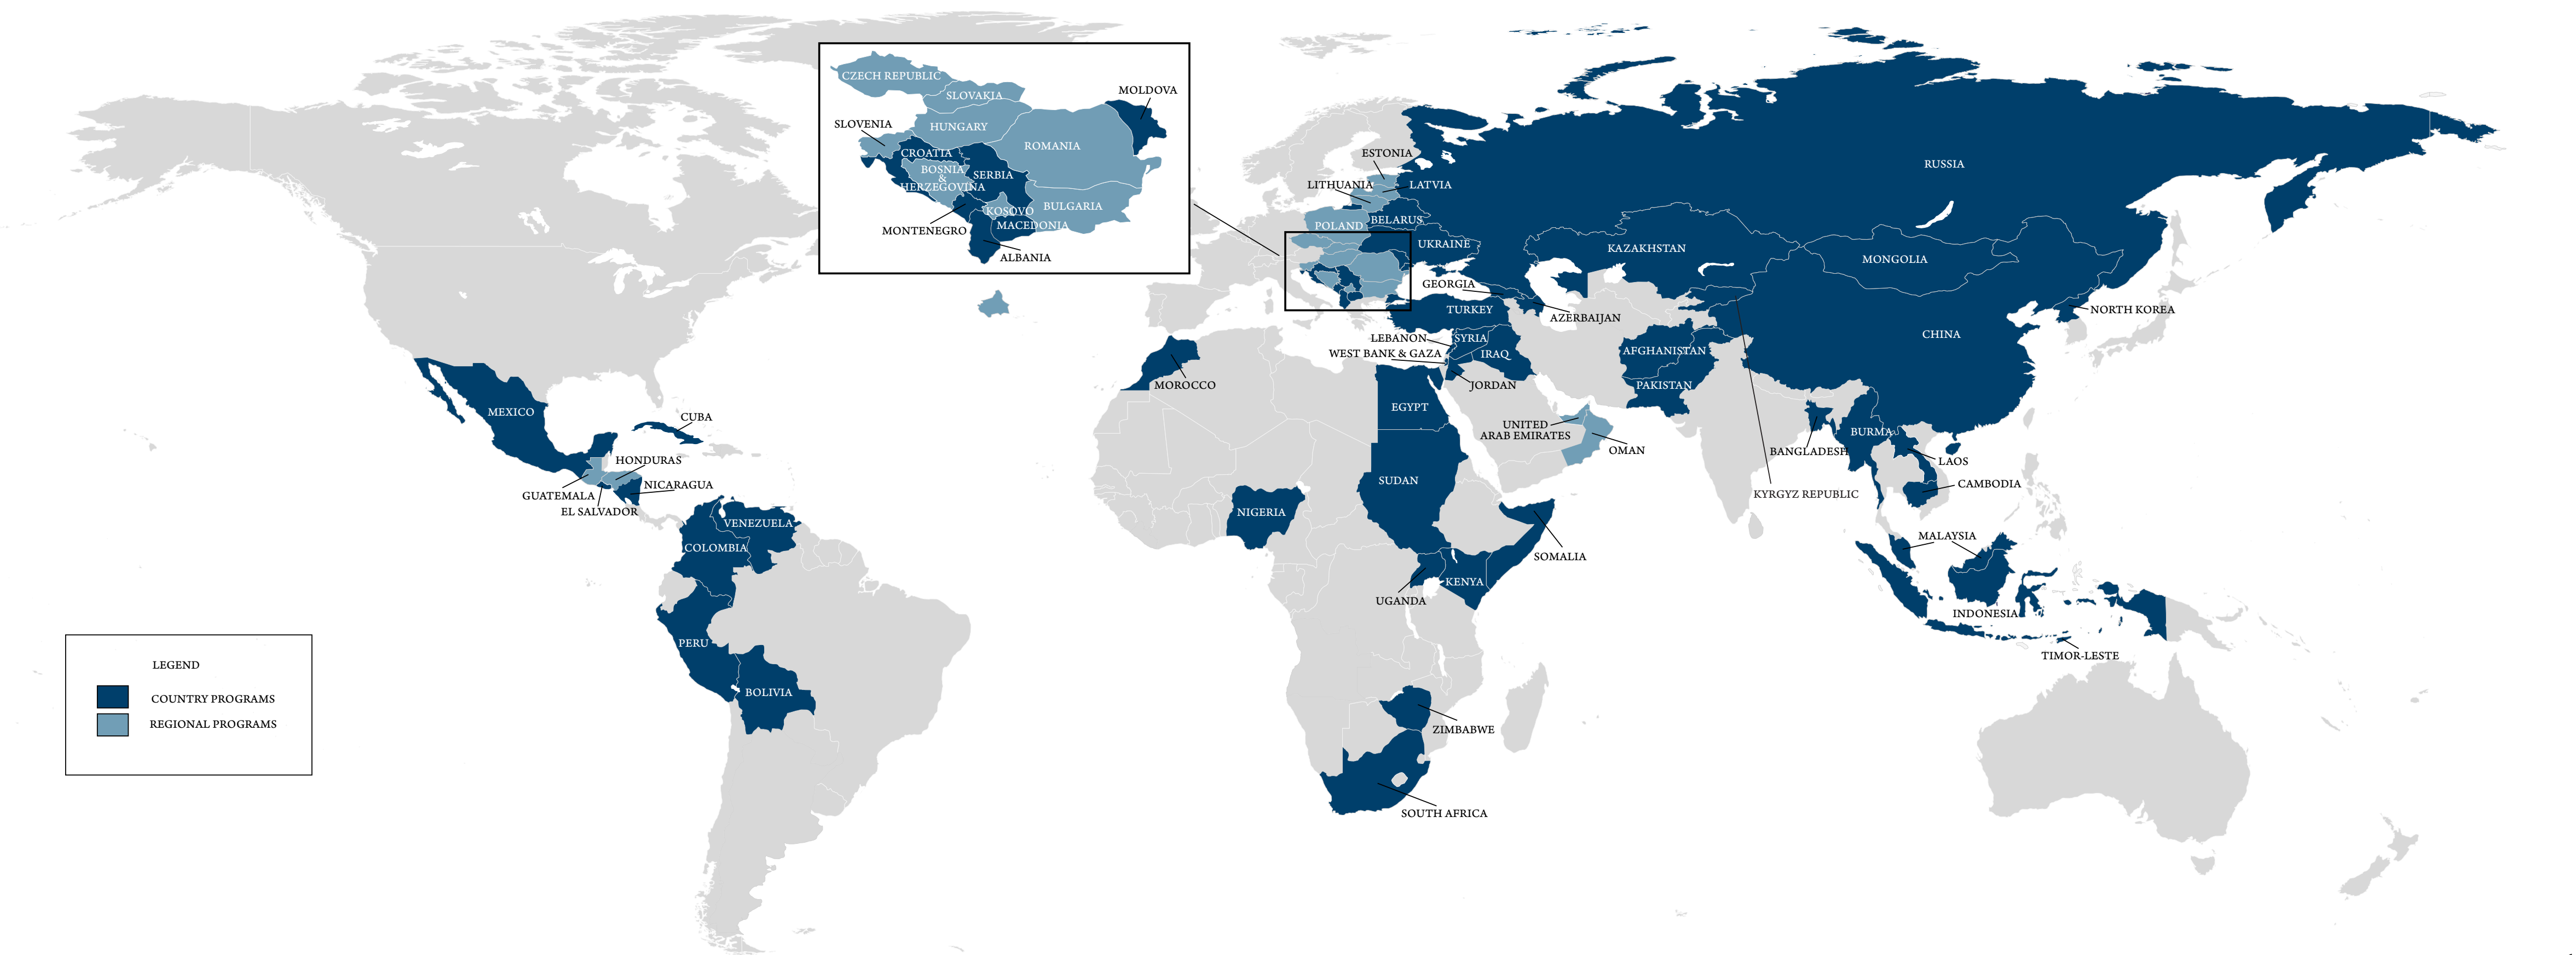 CZECH REPUBLIC
SLOVAKIA
MOLDOVA
SLOVENIA
HUNGARY
ROMANIA
CROATIA
BOSNIA
&
HERZEGOVINA
SERBIA
KOSOVO
BULGARIA
MACEDONIA
MONTENEGRO
ALBANIA
ESTONIA
LITHUANIA
LATVIA
POLAND
BELARUS
UKRAINE
RUSSIA
KAZAKHSTAN
MONGOLIA
GEORGIA
TURKEY
AZERBAIJAN
NORTH KOREA
CHINA
LEBANON
SYRIA
WEST BANK & GAZA
IRAQ
AFGHANISTAN
JORDAN
PAKISTAN
MOROCCO
EGYPT
UNITED
ARAB EMIRATES
OMAN
BURMA
BANGLADESH
LAOS
CAMBODIA
KYRGYZ REPUBLIC
MEXICO
CUBA
HONDURAS
NICARAGUA
GUATEMALA
EL SALVADOR
VENEZUELA
COLOMBIA
PERU
BOLIVIA
SUDAN
NIGERIA
SOMALIA
KENYA
UGANDA
ZIMBABWE
SOUTH AFRICA
MALAYSIA
INDONESIA
TIMOR-LESTE
LEGEND
COUNTRY PROGRAMS
REGIONAL PROGRAMS